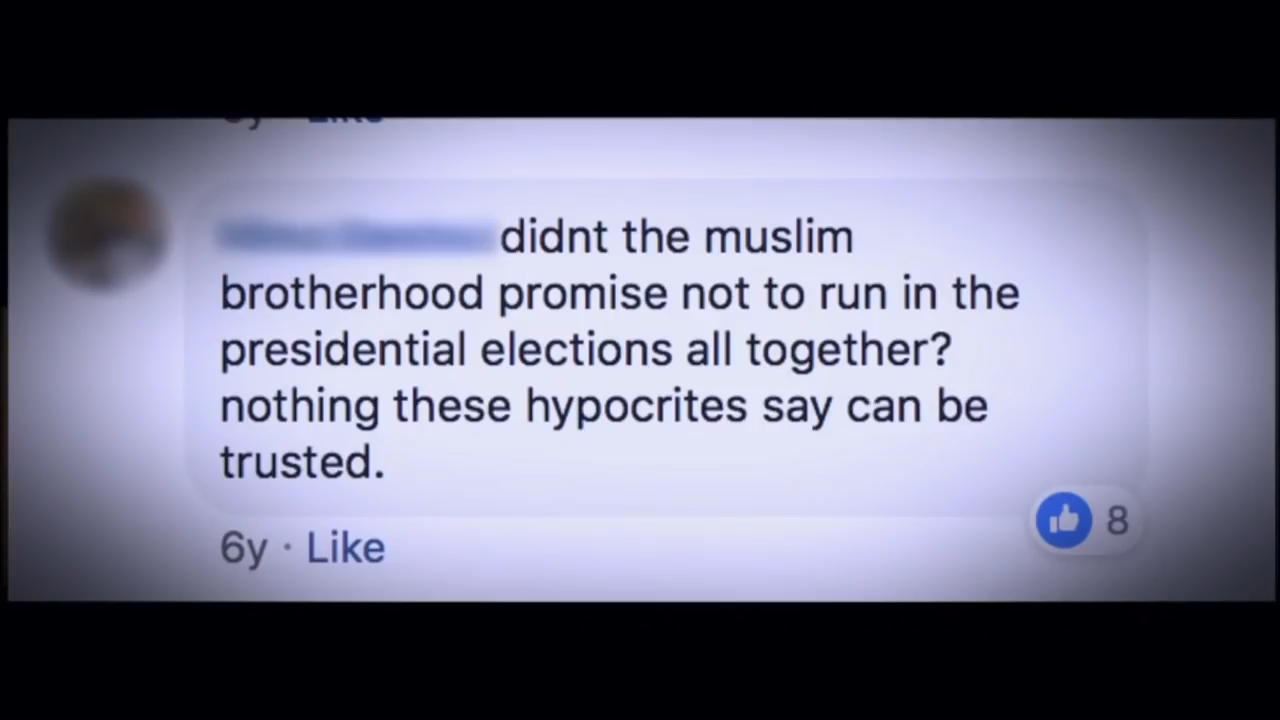 didnt the muslim
brotherhood promise not to run in the
presidential elections all together?
nothing these hypocrites say can be
trusted.
6y · Like
8